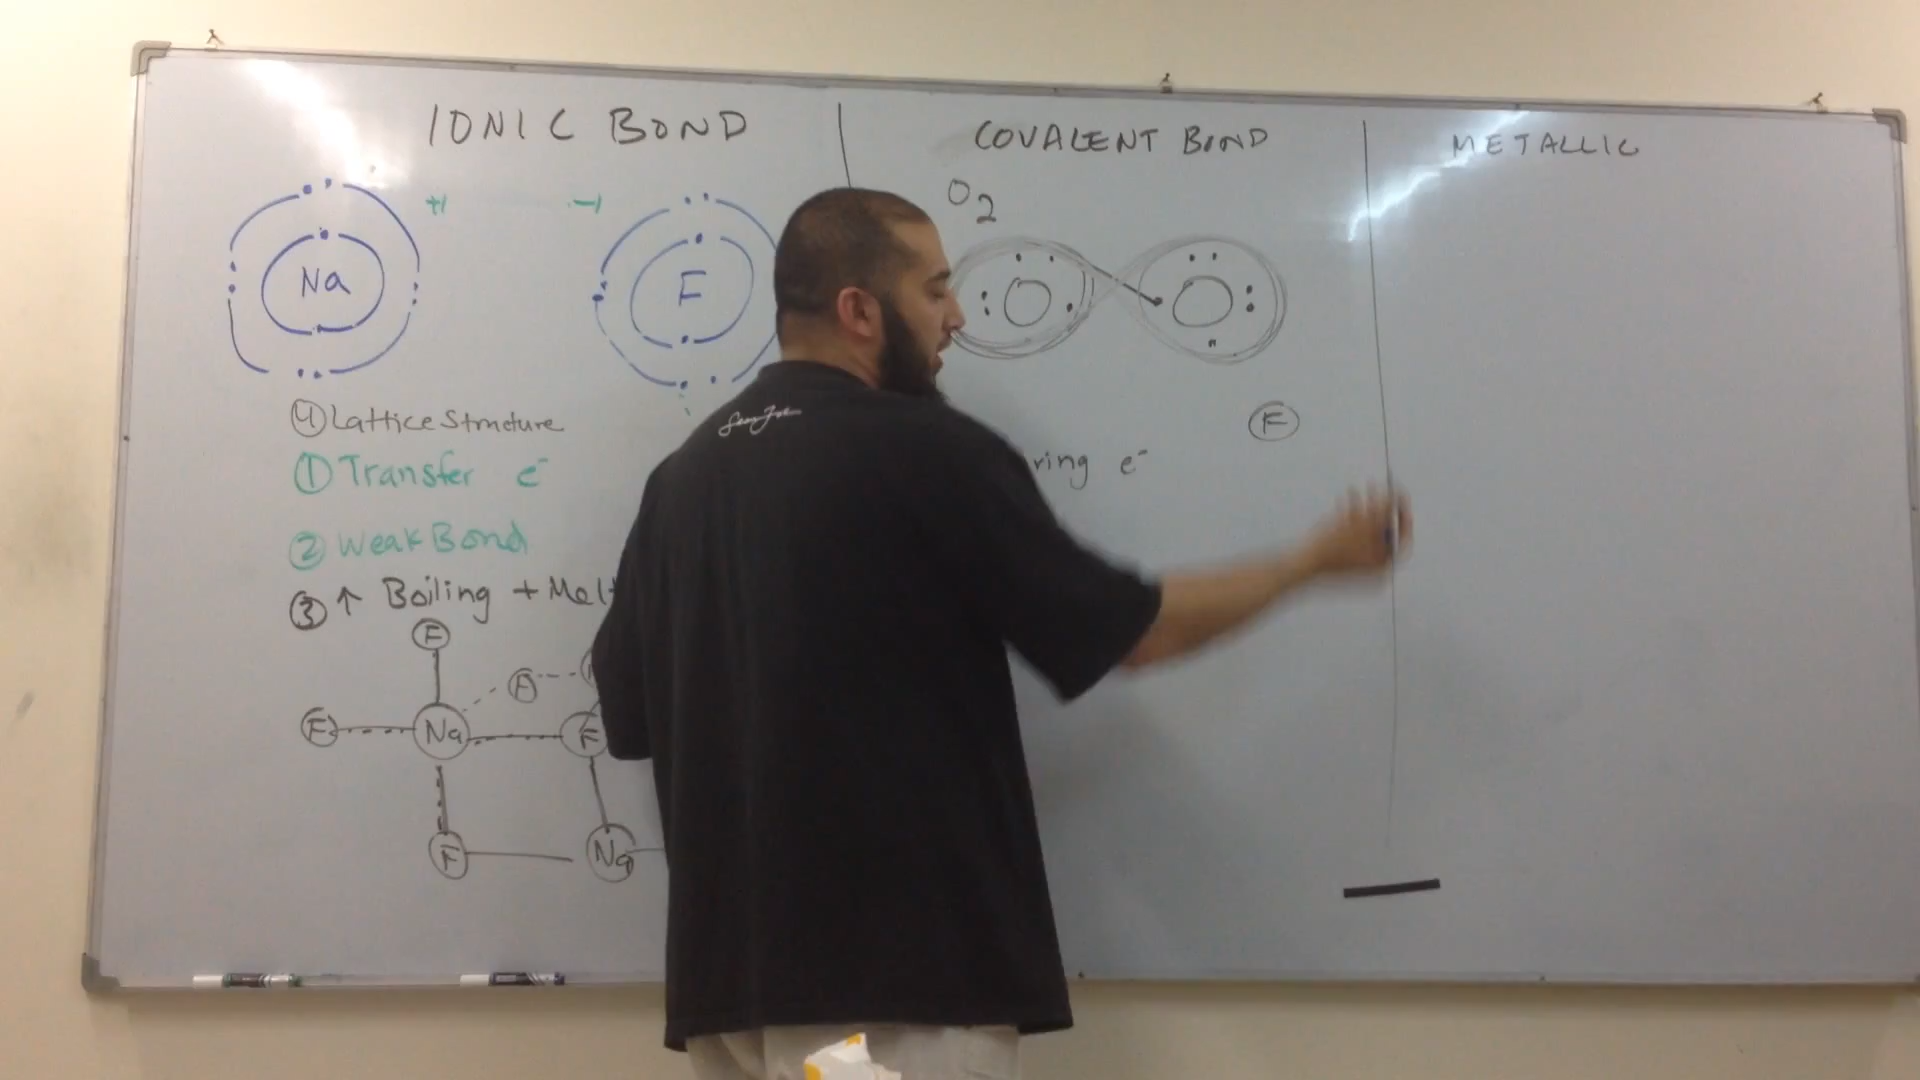 IONIC BOND
COVALENT BOND
METALLIC
+1
-1
O2
Na
F
④ Lattice Structure
① Transfer e⁻
② Weak Bond
③ ↑ Boiling + Melt
ring e⁻
F
F
F
F
Na
F
F
Na